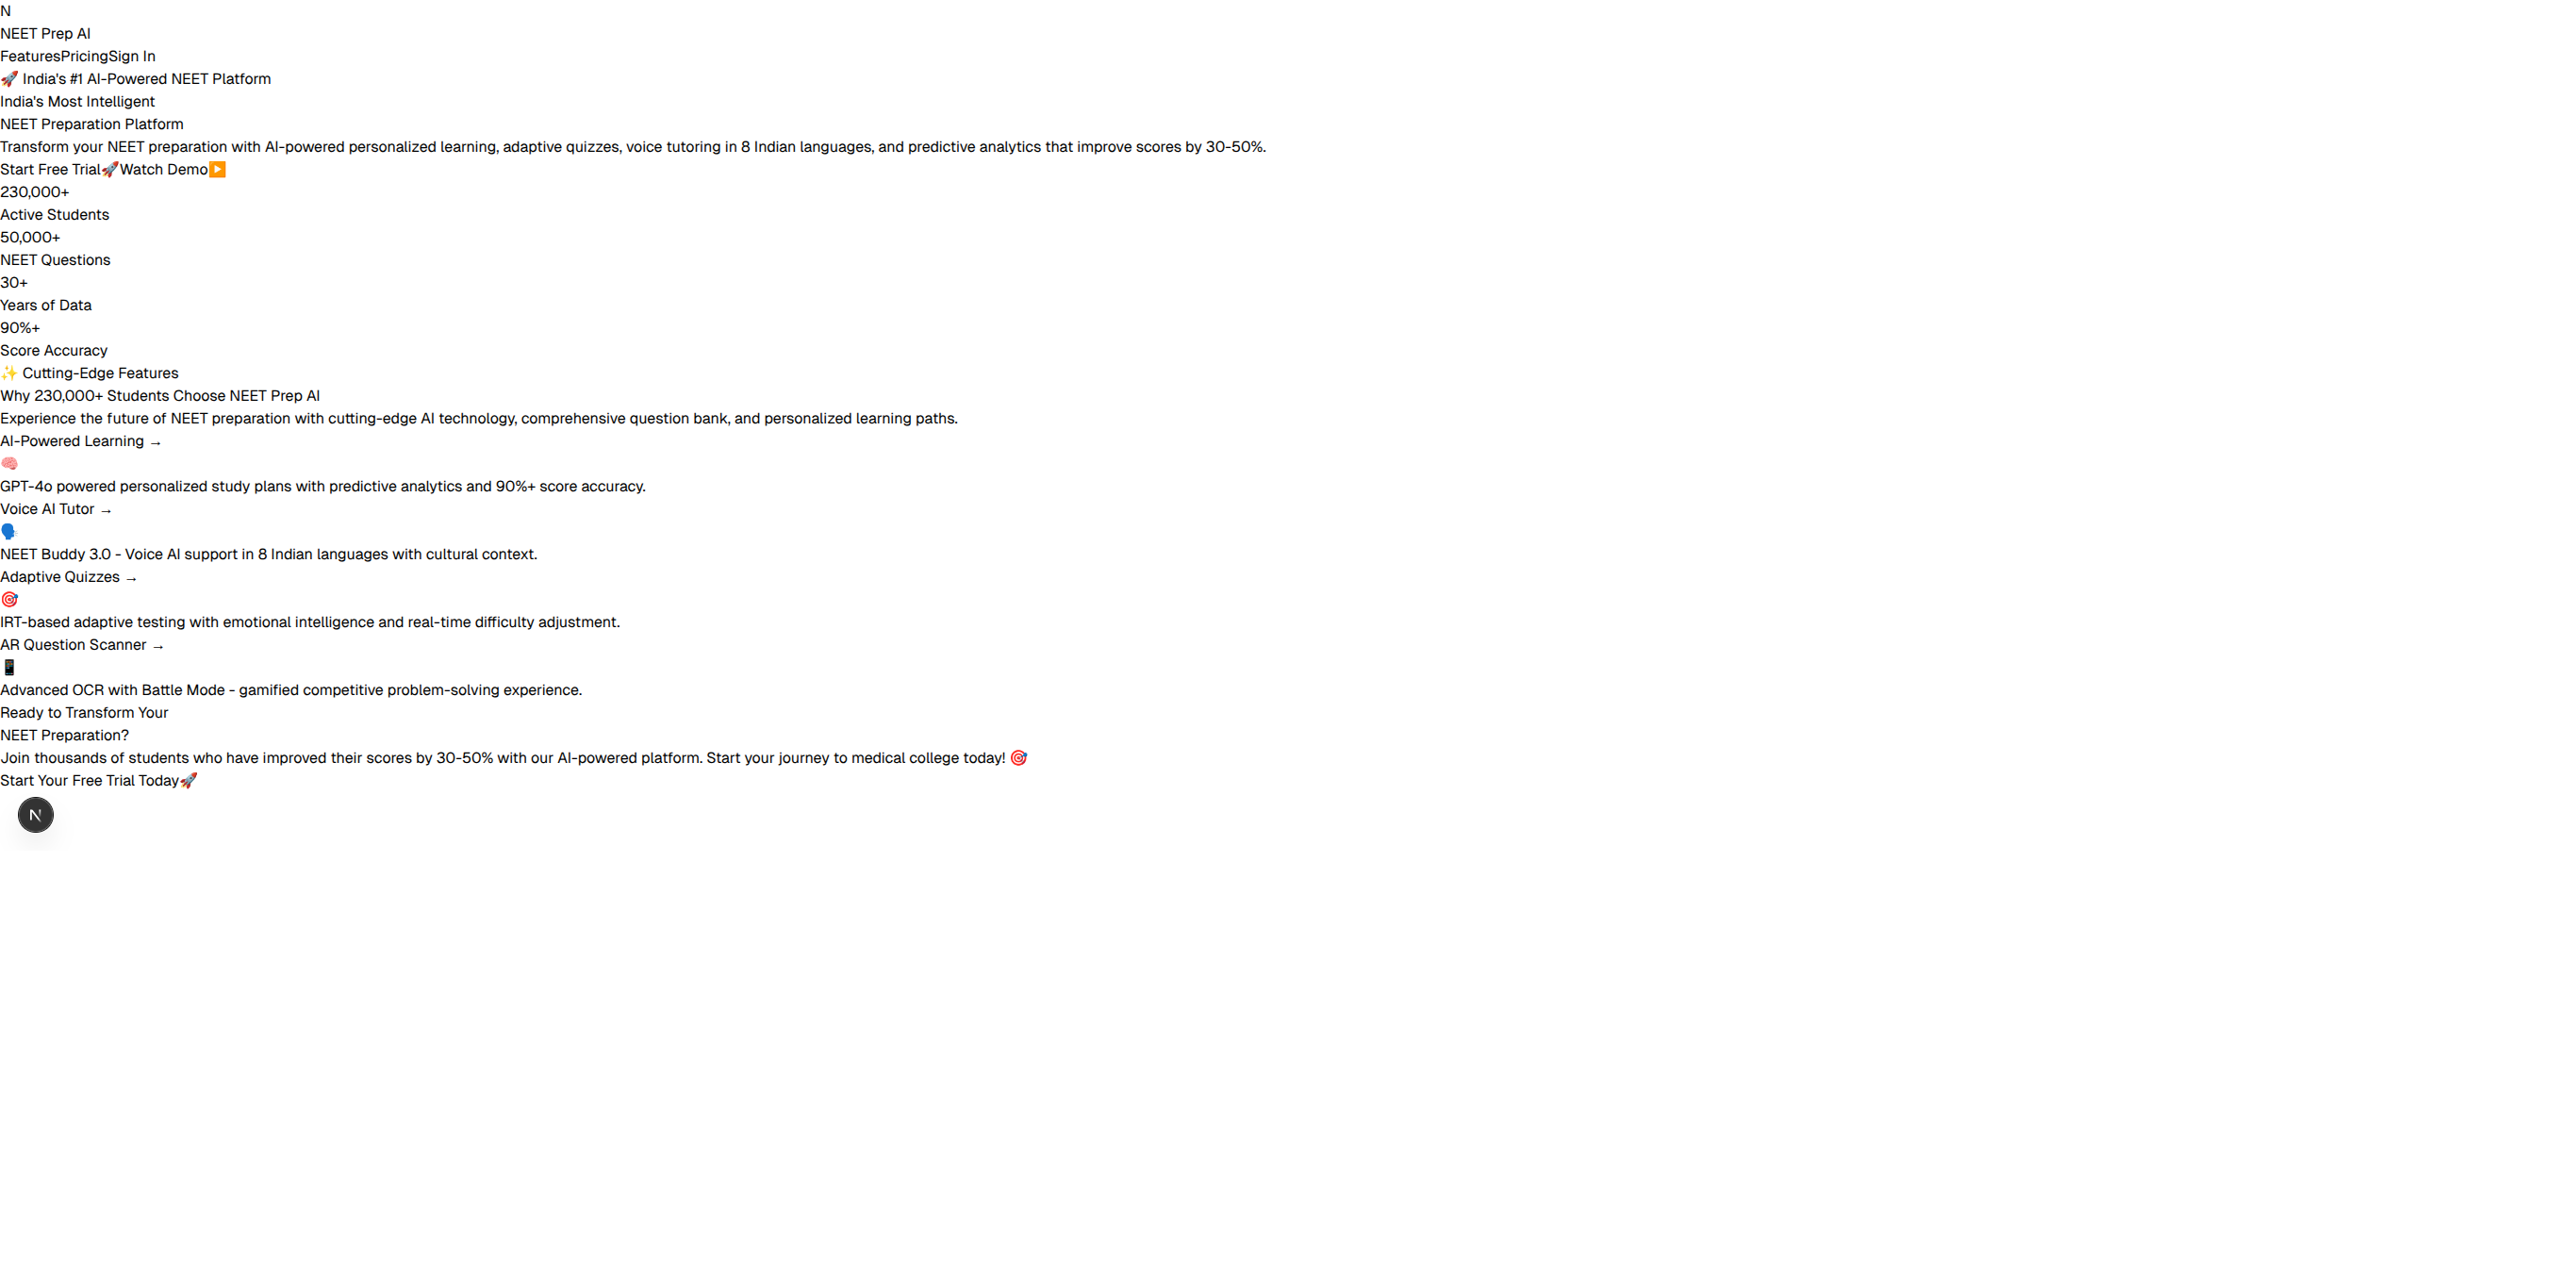 N
NEET Prep AI
FeaturesPricingSign In
🚀 India's #1 AI-Powered NEET Platform
India's Most Intelligent
NEET Preparation Platform
Transform your NEET preparation with AI-powered personalized learning, adaptive quizzes, voice tutoring in 8 Indian languages, and predictive analytics that improve scores by 30-50%.
Start Free Trial🚀Watch Demo▶️
230,000+
Active Students
50,000+
NEET Questions
30+
Years of Data
90%+
Score Accuracy
✨ Cutting-Edge Features
Why 230,000+ Students Choose NEET Prep AI
Experience the future of NEET preparation with cutting-edge AI technology, comprehensive question bank, and personalized learning paths.
AI-Powered Learning →
🧠
GPT-4o powered personalized study plans with predictive analytics and 90%+ score accuracy.
Voice AI Tutor →
🗣️
NEET Buddy 3.0 - Voice AI support in 8 Indian languages with cultural context.
Adaptive Quizzes →
🎯
IRT-based adaptive testing with emotional intelligence and real-time difficulty adjustment.
AR Question Scanner →
📱
Advanced OCR with Battle Mode - gamified competitive problem-solving experience.
Ready to Transform Your
NEET Preparation?
Join thousands of students who have improved their scores by 30-50% with our AI-powered platform. Start your journey to medical college today! 🎯
Start Your Free Trial Today🚀
N